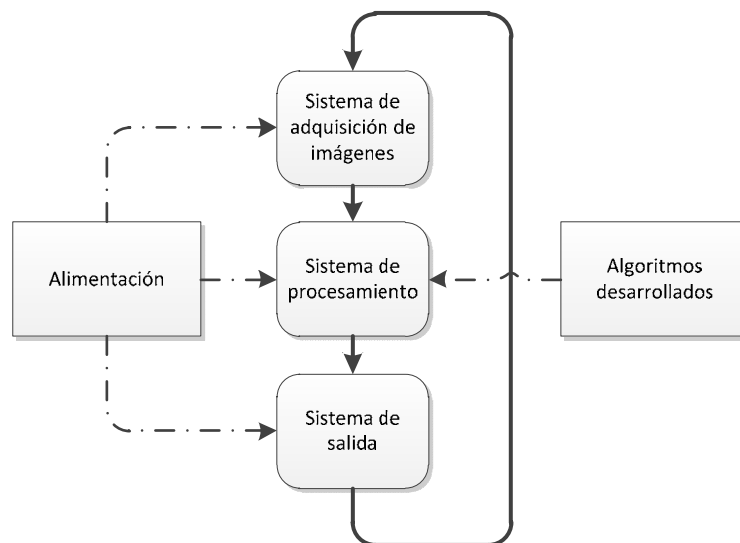 Sistema de
adquisición de
imágenes
Alimentación
Sistema de
procesamiento
Algoritmos
desarrollados
Sistema de
salida